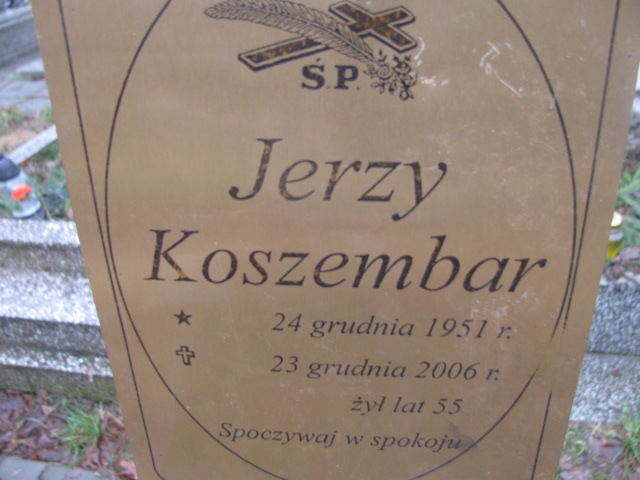 Ś.P.
Jerzy
Koszembar
24 grudnia 1951 r.
23 grudnia 2006 r.
żył lat 55
Spoczywaj w spokoju